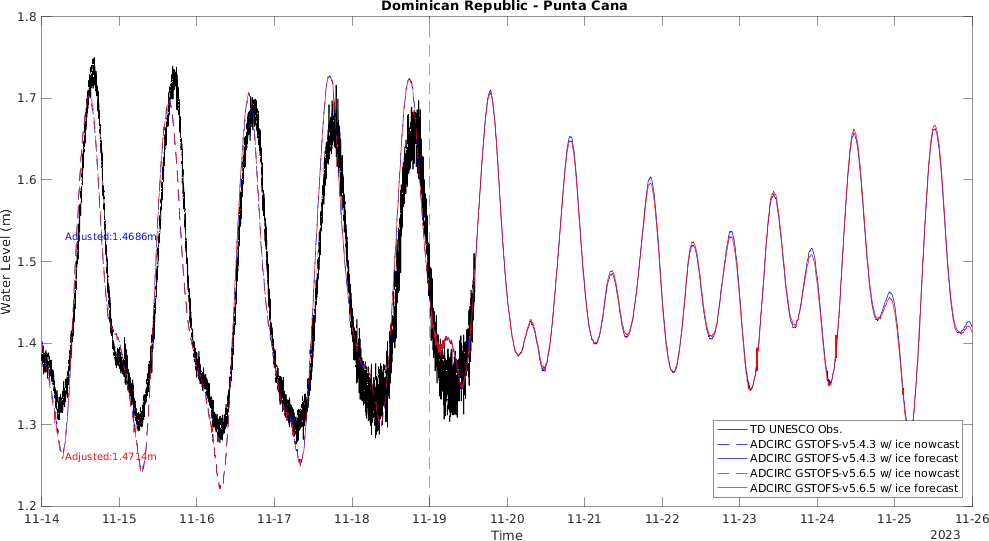 Dominican Republic - Punta Cana
1.8
1.7
1.6
1.5
1.4
1.3
1.2
Water Level (m)
Adjusted:1.4686m
Adjusted:1.4714m
TD UNESCO Obs.
ADCIRC GSTOFS-v5.4.3 w/ ice nowcast
ADCIRC GSTOFS-v5.4.3 w/ ice forecast
ADCIRC GSTOFS-v5.6.5 w/ ice nowcast
ADCIRC GSTOFS-v5.6.5 w/ ice forecast
11-14 11-15 11-16 11-17 11-18 11-19 11-20 11-21 11-22 11-23 11-24 11-25 11-26
Time
2023